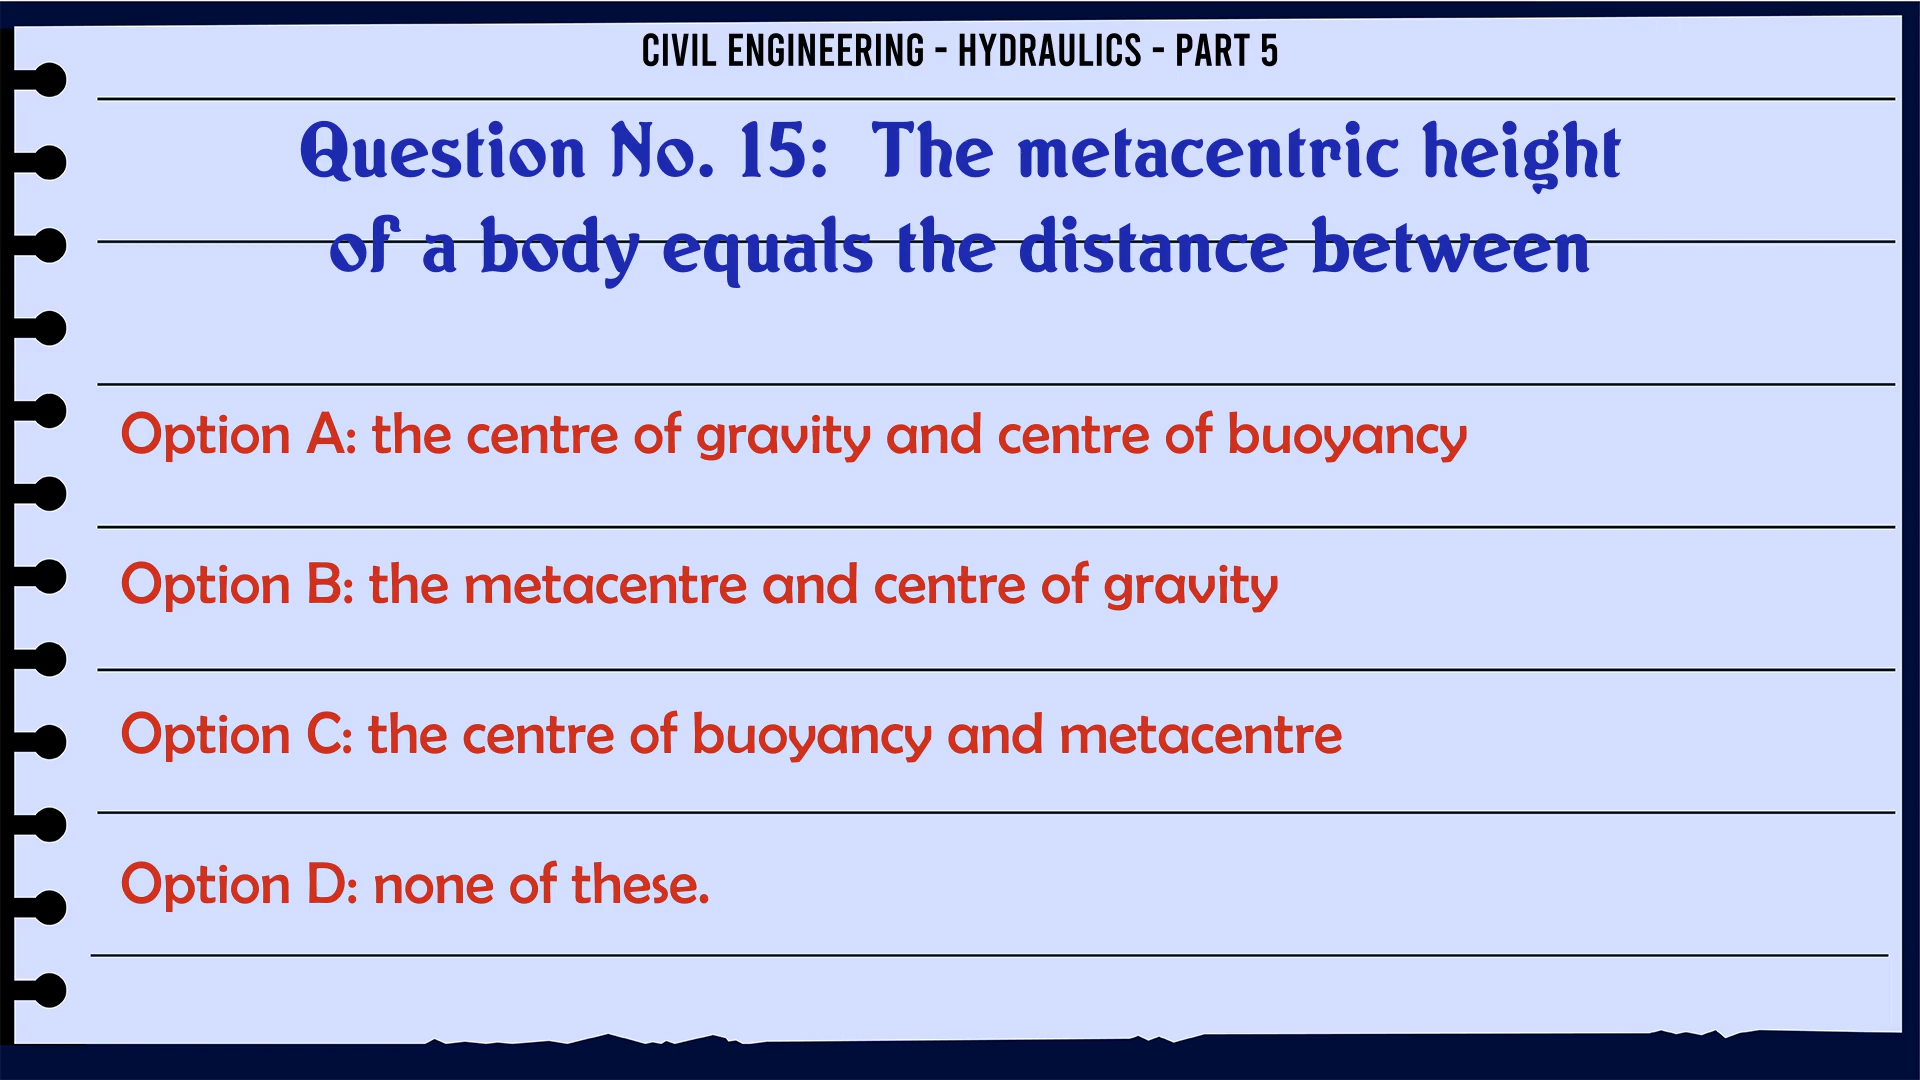 CIVIL ENGINEERING - HYDRAULICS - PART 5
Question No. 15: The metacentric height
of a body equals the distance between
Option A: the centre of gravity and centre of buoyancy
Option B: the metacentre and centre of gravity
Option C: the centre of buoyancy and metacentre
Option D: none of these.